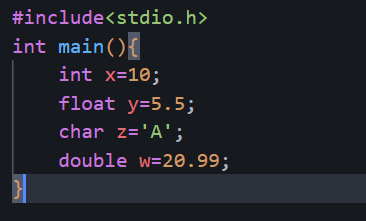 #include<stdio.h>
int main(){
    int x=10;
    float y=5.5;
    char z='A';
    double w=20.99;
}